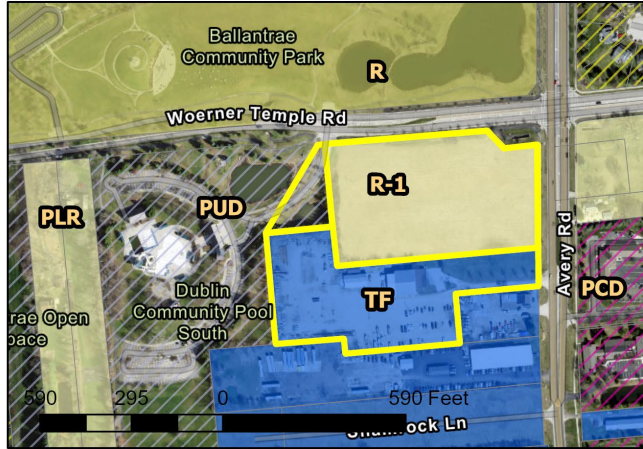 Ballantrae
Community Park
R
Woerner Temple Rd
R-1
PLR
PUD
Avery Rd
TF
PCD
Dublin
Community Pool
South
rae Open
pace
590 295 0 590 Feet
Shamrock Ln